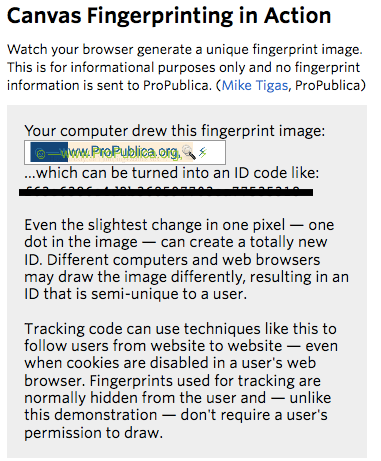 Canvas Fingerprinting in Action
Watch your browser generate a unique fingerprint image.
This is for informational purposes only and no fingerprint
information is sent to ProPublica. (Mike Tigas, ProPublica)
Your computer drew this fingerprint image:
www.ProPublica.org
...which can be turned into an ID code like:
Even the slightest change in one pixel — one
dot in the image — can create a totally new
ID. Different computers and web browsers
may draw the image differently, resulting in an
ID that is semi-unique to a user.
Tracking code can use techniques like this to
follow users from website to website — even
when cookies are disabled in a user's web
browser. Fingerprints used for tracking are
normally hidden from the user and — unlike
this demonstration — don't require a user's
permission to draw.